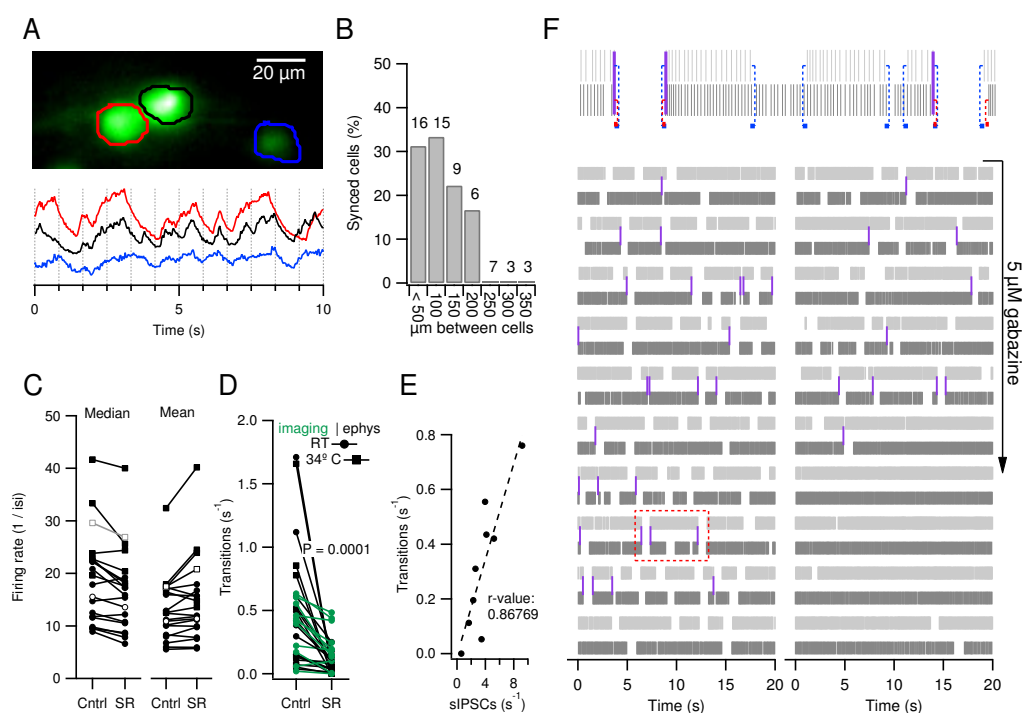 A
20 µm
0
5
10
Time (s)
B
50
40
30
20
10
0
Synced cells (%)
16 15
9
6
7 3 3
< 50
100
150
200
250
300
350
µm between cells
C
Median Mean
50
40
30
20
10
0
Firing rate (1 / isi)
Cntrl SR Cntrl SR
D
2.0
1.5
1.0
0.5
0.0
Transitions (s-1)
imaging | ephys
RT
34º C
P = 0.0001
Cntrl SR
E
0.8
0.6
0.4
0.2
0.0
Transitions (s-1)
r-value:
0.86769
0 4 8
sIPSCs (s-1)
F
5 µM gabazine
0 5 10 15 20 0 5 10 15 20
Time (s) Time (s)